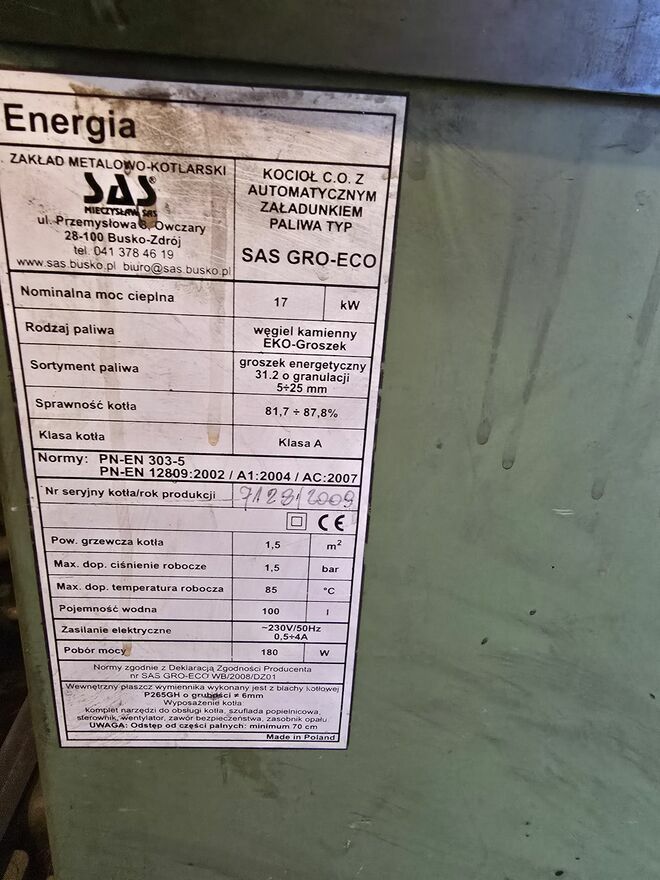 Energia
ZAKŁAD METALOWO-KOTLARSKI
SAS
MIECZYSŁAW SAS
ul. Przemysłowa 8, Owczary
28-100 Busko-Zdrój
tel. 041 378 46 19
www.sas.busko.pl biuro@sas.busko.pl
KOCIOŁ C.O. Z
AUTOMATYCZNYM
ZAŁADUNKIEM
PALIWA TYP
SAS GRO-ECO
Nominalna moc cieplna 17 kW
Rodzaj paliwa węgiel kamienny
EKO-Groszek
Sortyment paliwa groszek energetyczny
31.2 o granulacji
5÷25 mm
Sprawność kotła 81,7 ÷ 87,8%
Klasa kotła Klasa A
Normy: PN-EN 303-5
PN-EN 12809:2002 / A1:2004 / AC:2007
Nr seryjny kotła/rok produkcji 7128/2009
CE
Pow. grzewcza kotła 1,5 m²
Max. dop. ciśnienie robocze 1,5 bar
Max. dop. temperatura robocza 85 °C
Pojemność wodna 100 l
Zasilanie elektryczne ~230V/50Hz
0,5÷4A
Pobór mocy 180 W
Normy zgodnie z Deklaracją Zgodności Producenta
nr SAS GRO-ECO WB/2008/DZ01
Wewnętrzny płaszcz wymiennika wykonany jest z blachy kotłowej
P265GH o grubości ≠ 6mm
Wyposażenie kotła
komplet narzędzi do obsługi kotła, szuflada popielnicowa,
sterownik, wentylator, zawór bezpieczeństwa, zasobnik opału
UWAGA: Odstęp od części palnych: minimum 70 cm
Made in Poland